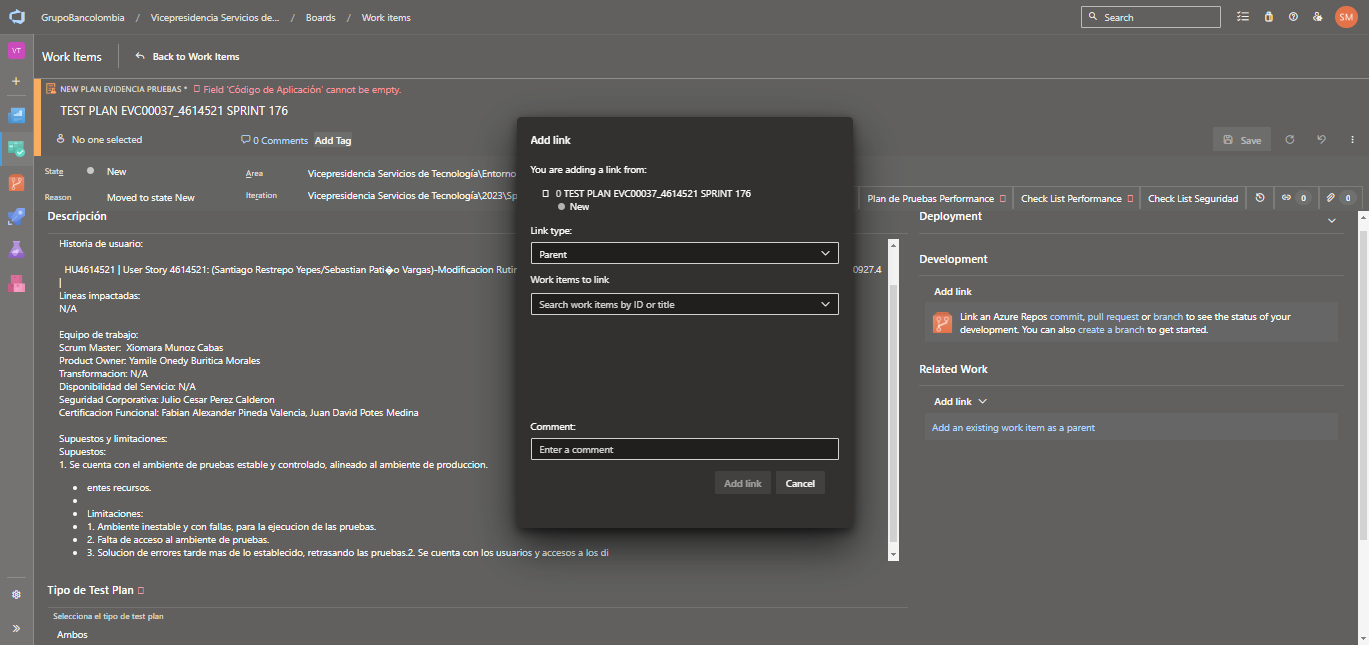 GrupoBancolombia / Vicepresidencia Servicios de... / Boards / Work items
Search
SM
VT
Work Items
Back to Work Items
NEW PLAN EVIDENCIA PRUEBAS * Field 'Código de Aplicación' cannot be empty.
TEST PLAN EVC00037_4614521 SPRINT 176
No one selected
0 Comments
Add Tag
Save
State
New
Area
Vicepresidencia Servicios de Tecnología\Entorno
Reason
Moved to state New
Iteration
Vicepresidencia Servicios de Tecnología\2023\Sp
Plan de Pruebas Performance
Check List Performance
Check List Seguridad
0
0
Descripción
Historia de usuario:
HU4614521 | User Story 4614521: (Santiago Restrepo Yepes/Sebastian Pati�o Vargas)-Modificacion Rutin
0927.4
|
Lineas impactadas:
N/A
Equipo de trabajo:
Scrum Master: Xiomara Munoz Cabas
Product Owner: Yamile Onedy Buritica Morales
Transformacion: N/A
Disponibilidad del Servicio: N/A
Seguridad Corporativa: Julio Cesar Perez Calderon
Certificacion Funcional: Fabian Alexander Pineda Valencia, Juan David Potes Medina
Supuestos y limitaciones:
Supuestos:
1. Se cuenta con el ambiente de pruebas estable y controlado, alineado al ambiente de produccion.
• entes recursos.
•
• Limitaciones:
• 1. Ambiente inestable y con fallas, para la ejecucion de las pruebas.
• 2. Falta de acceso al ambiente de pruebas.
• 3. Solucion de errores tarde mas de lo establecido, retrasando las pruebas.2. Se cuenta con los usuarios y accesos a los di
Tipo de Test Plan
Selecciona el tipo de test plan
Ambos
Add link
You are adding a link from:
0 TEST PLAN EVC00037_4614521 SPRINT 176
New
Link type:
Parent
Work items to link
Search work items by ID or title
Comment:
Enter a comment
Add link
Cancel
Deployment
Development
Add link
Link an Azure Repos commit, pull request or branch to see the status of your
development. You can also create a branch to get started.
Related Work
Add link
Add an existing work item as a parent